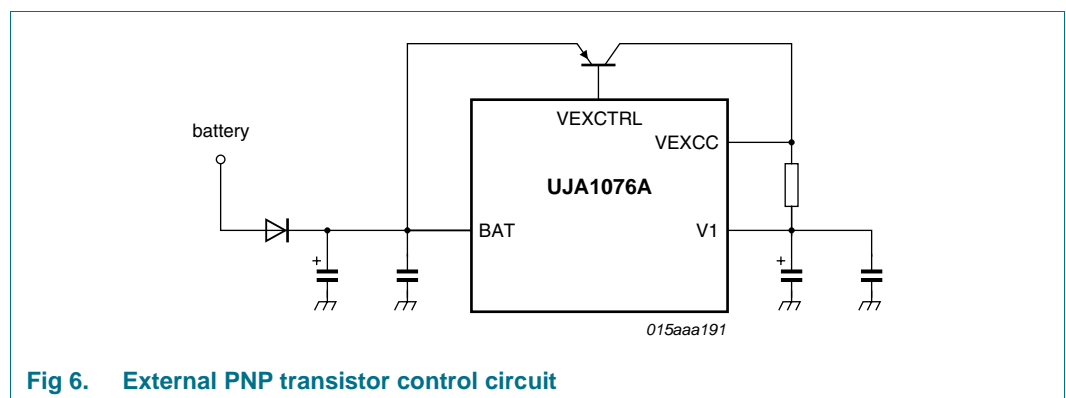 VEXCTRL
battery
VEXCC
UJA1076A
BAT
V1
+
+
015aaa191
Fig 6. External PNP transistor control circuit